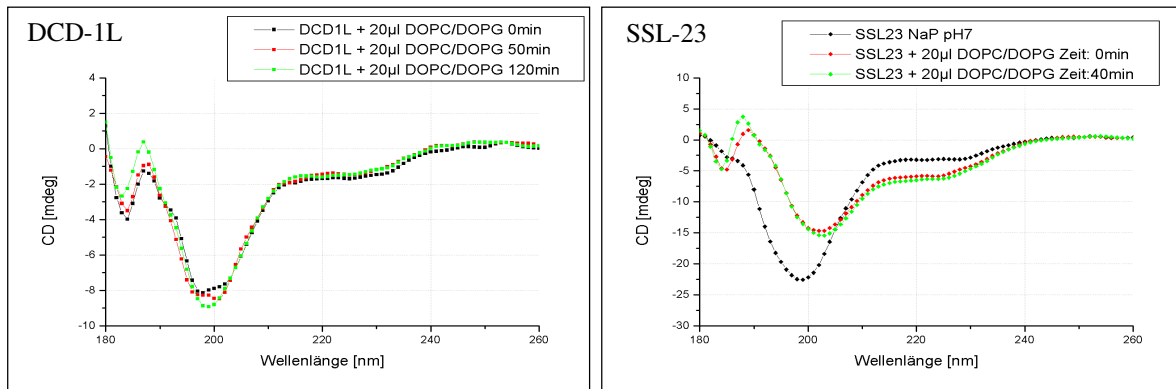 DCD-1L
DCD1L + 20µl DOPC/DOPG 0min
DCD1L + 20µl DOPC/DOPG 50min
DCD1L + 20µl DOPC/DOPG 120min
4
2
0
-2
-4
-6
-8
-10
CD [mdeg]
180
200
220
240
260
Wellenlänge [nm]
SSL-23
SSL23 NaP pH7
SSL23 + 20µl DOPC/DOPG Zeit: 0min
SSL23 + 20µl DOPC/DOPG Zeit:40min
10
5
0
-5
-10
-15
-20
-25
-30
CD [mdeg]
180
200
220
240
260
Wellenlänge [nm]